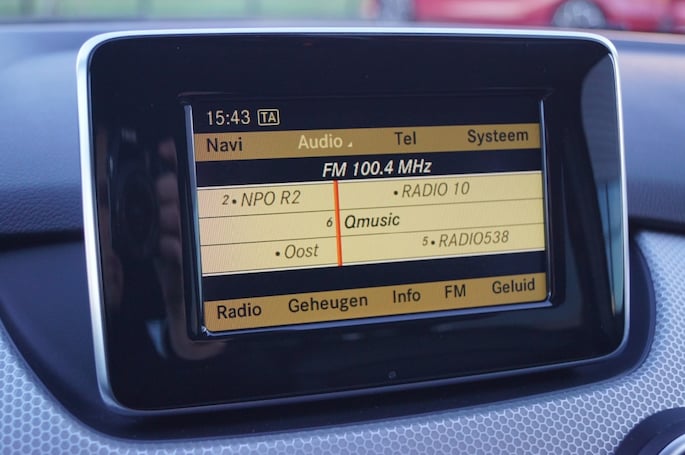 15:43 TA
Navi Audio Tel Systeem
FM 100.4 MHz
2 • NPO R2 • RADIO 10
6 Qmusic
• Oost 5 • RADIO538
Radio Geheugen Info FM Geluid